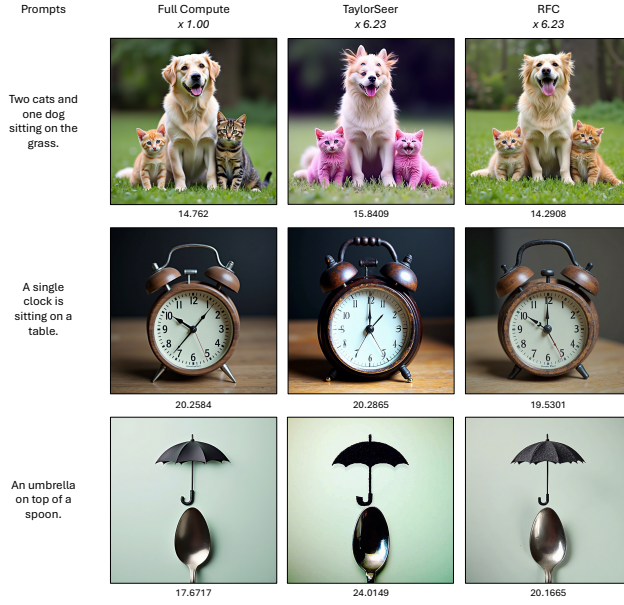 Prompts Full Compute TaylorSeer RFC
x 1.00 x 6.23 x 6.23
Two cats and
one dog
sitting on the
grass.
14.762 15.8409 14.2908
A single
clock is
sitting on a
table.
20.2584 20.2865 19.5301
An umbrella
on top of a
spoon.
17.6717 24.0149 20.1665